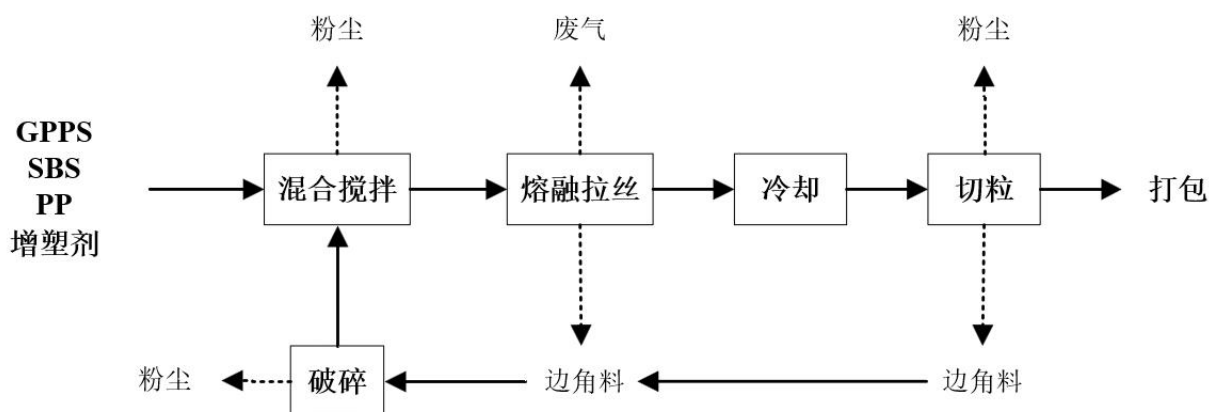 粉尘
废气
粉尘
GPPS
SBS
PP
增塑剂
混合搅拌
熔融拉丝
冷却
切粒
打包
粉尘
破碎
边角料
边角料